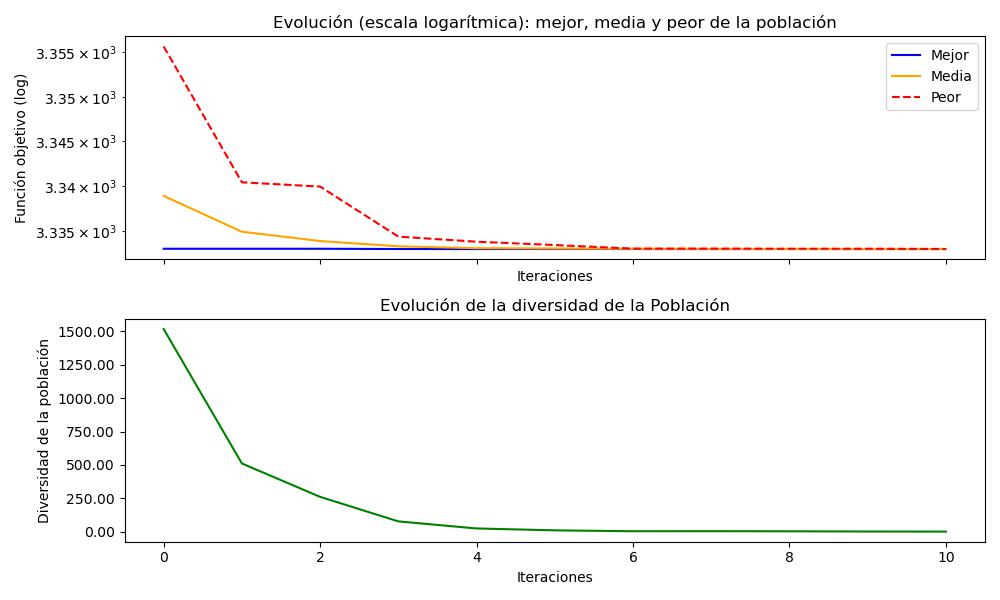 Evolución (escala logarítmica): mejor, media y peor de la población
Función objetivo (log)
3.355 × 10³
3.35 × 10³
3.345 × 10³
3.34 × 10³
3.335 × 10³
Mejor
Media
Peor
Iteraciones
Evolución de la diversidad de la Población
Diversidad de la población
1500.00
1250.00
1000.00
750.00
500.00
250.00
0.00
0 2 4 6 8 10
Iteraciones